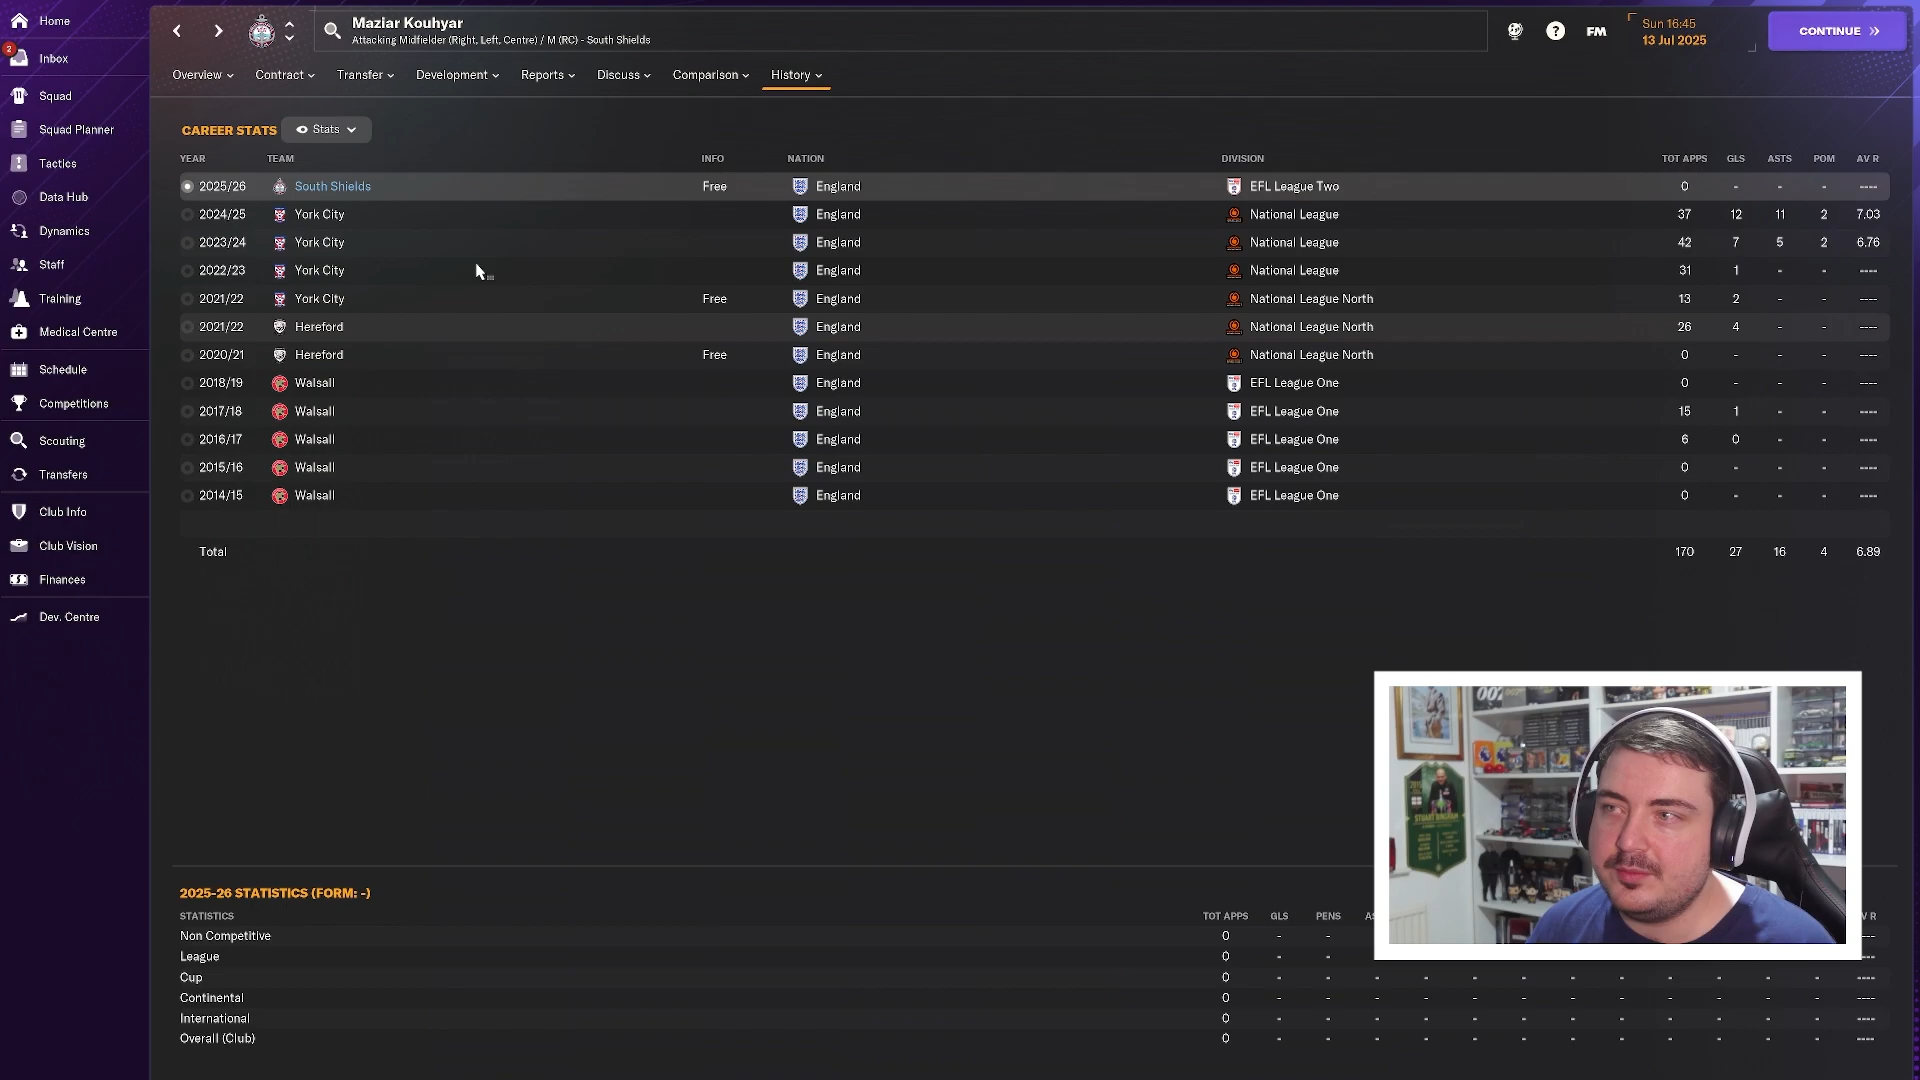 Home
2
Inbox
Squad
Squad Planner
Tactics
Data Hub
Dynamics
Staff
Training
Medical Centre
Schedule
Competitions
Scouting
Transfers
Club Info
Club Vision
Finances
Dev. Centre
Maziar Kouhyar
Attacking Midfielder (Right, Left, Centre) / M (RC) - South Shields
? FM
Sun 16:45
13 Jul 2025
CONTINUE
Overview Contract Transfer Development Reports Discuss Comparison History
CAREER STATS Stats
YEAR TEAM INFO NATION DIVISION TOT APPS GLS ASTS POM AV R
2025/26 South Shields Free England EFL League Two 0 - - - ----
2024/25 York City England National League 37 12 11 2 7.03
2023/24 York City England National League 42 7 5 2 6.76
2022/23 York City England National League 31 1 - - ----
2021/22 York City Free England National League North 13 2 - - ----
2021/22 Hereford England National League North 26 4 - - ----
2020/21 Hereford Free England National League North 0 - - - ----
2018/19 Walsall England EFL League One 0 - - - ----
2017/18 Walsall England EFL League One 15 1 - - ----
2016/17 Walsall England EFL League One 6 0 - - ----
2015/16 Walsall England EFL League One 0 - - - ----
2014/15 Walsall England EFL League One 0 - - - ----
Total 170 27 16 4 6.89
007
STUART BINGHAM
2025-26 STATISTICS (FORM: -)
STATISTICS TOT APPS GLS PENS AS V R
Non Competitive 0 - - ----
League 0 - - ----
Cup 0 - - - - - - - - - - - - ----
Continental 0 - - - - - - - - - - - - ----
International 0 - - - - - - - - - - - - ----
Overall (Club) 0 - - - - - - - - - - - - ----